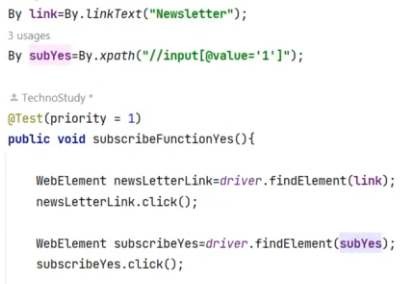 By link=By.linkText("Newsletter");
3 usages
By subYes=By.xpath("//input[@value='1']");
TechnoStudy *
@Test(priority = 1)
public void subscribeFunctionYes(){
WebElement newsLetterLink=driver.findElement(link);
newsLetterLink.click();
WebElement subscribeYes=driver.findElement(subYes);
subscribeYes.click();